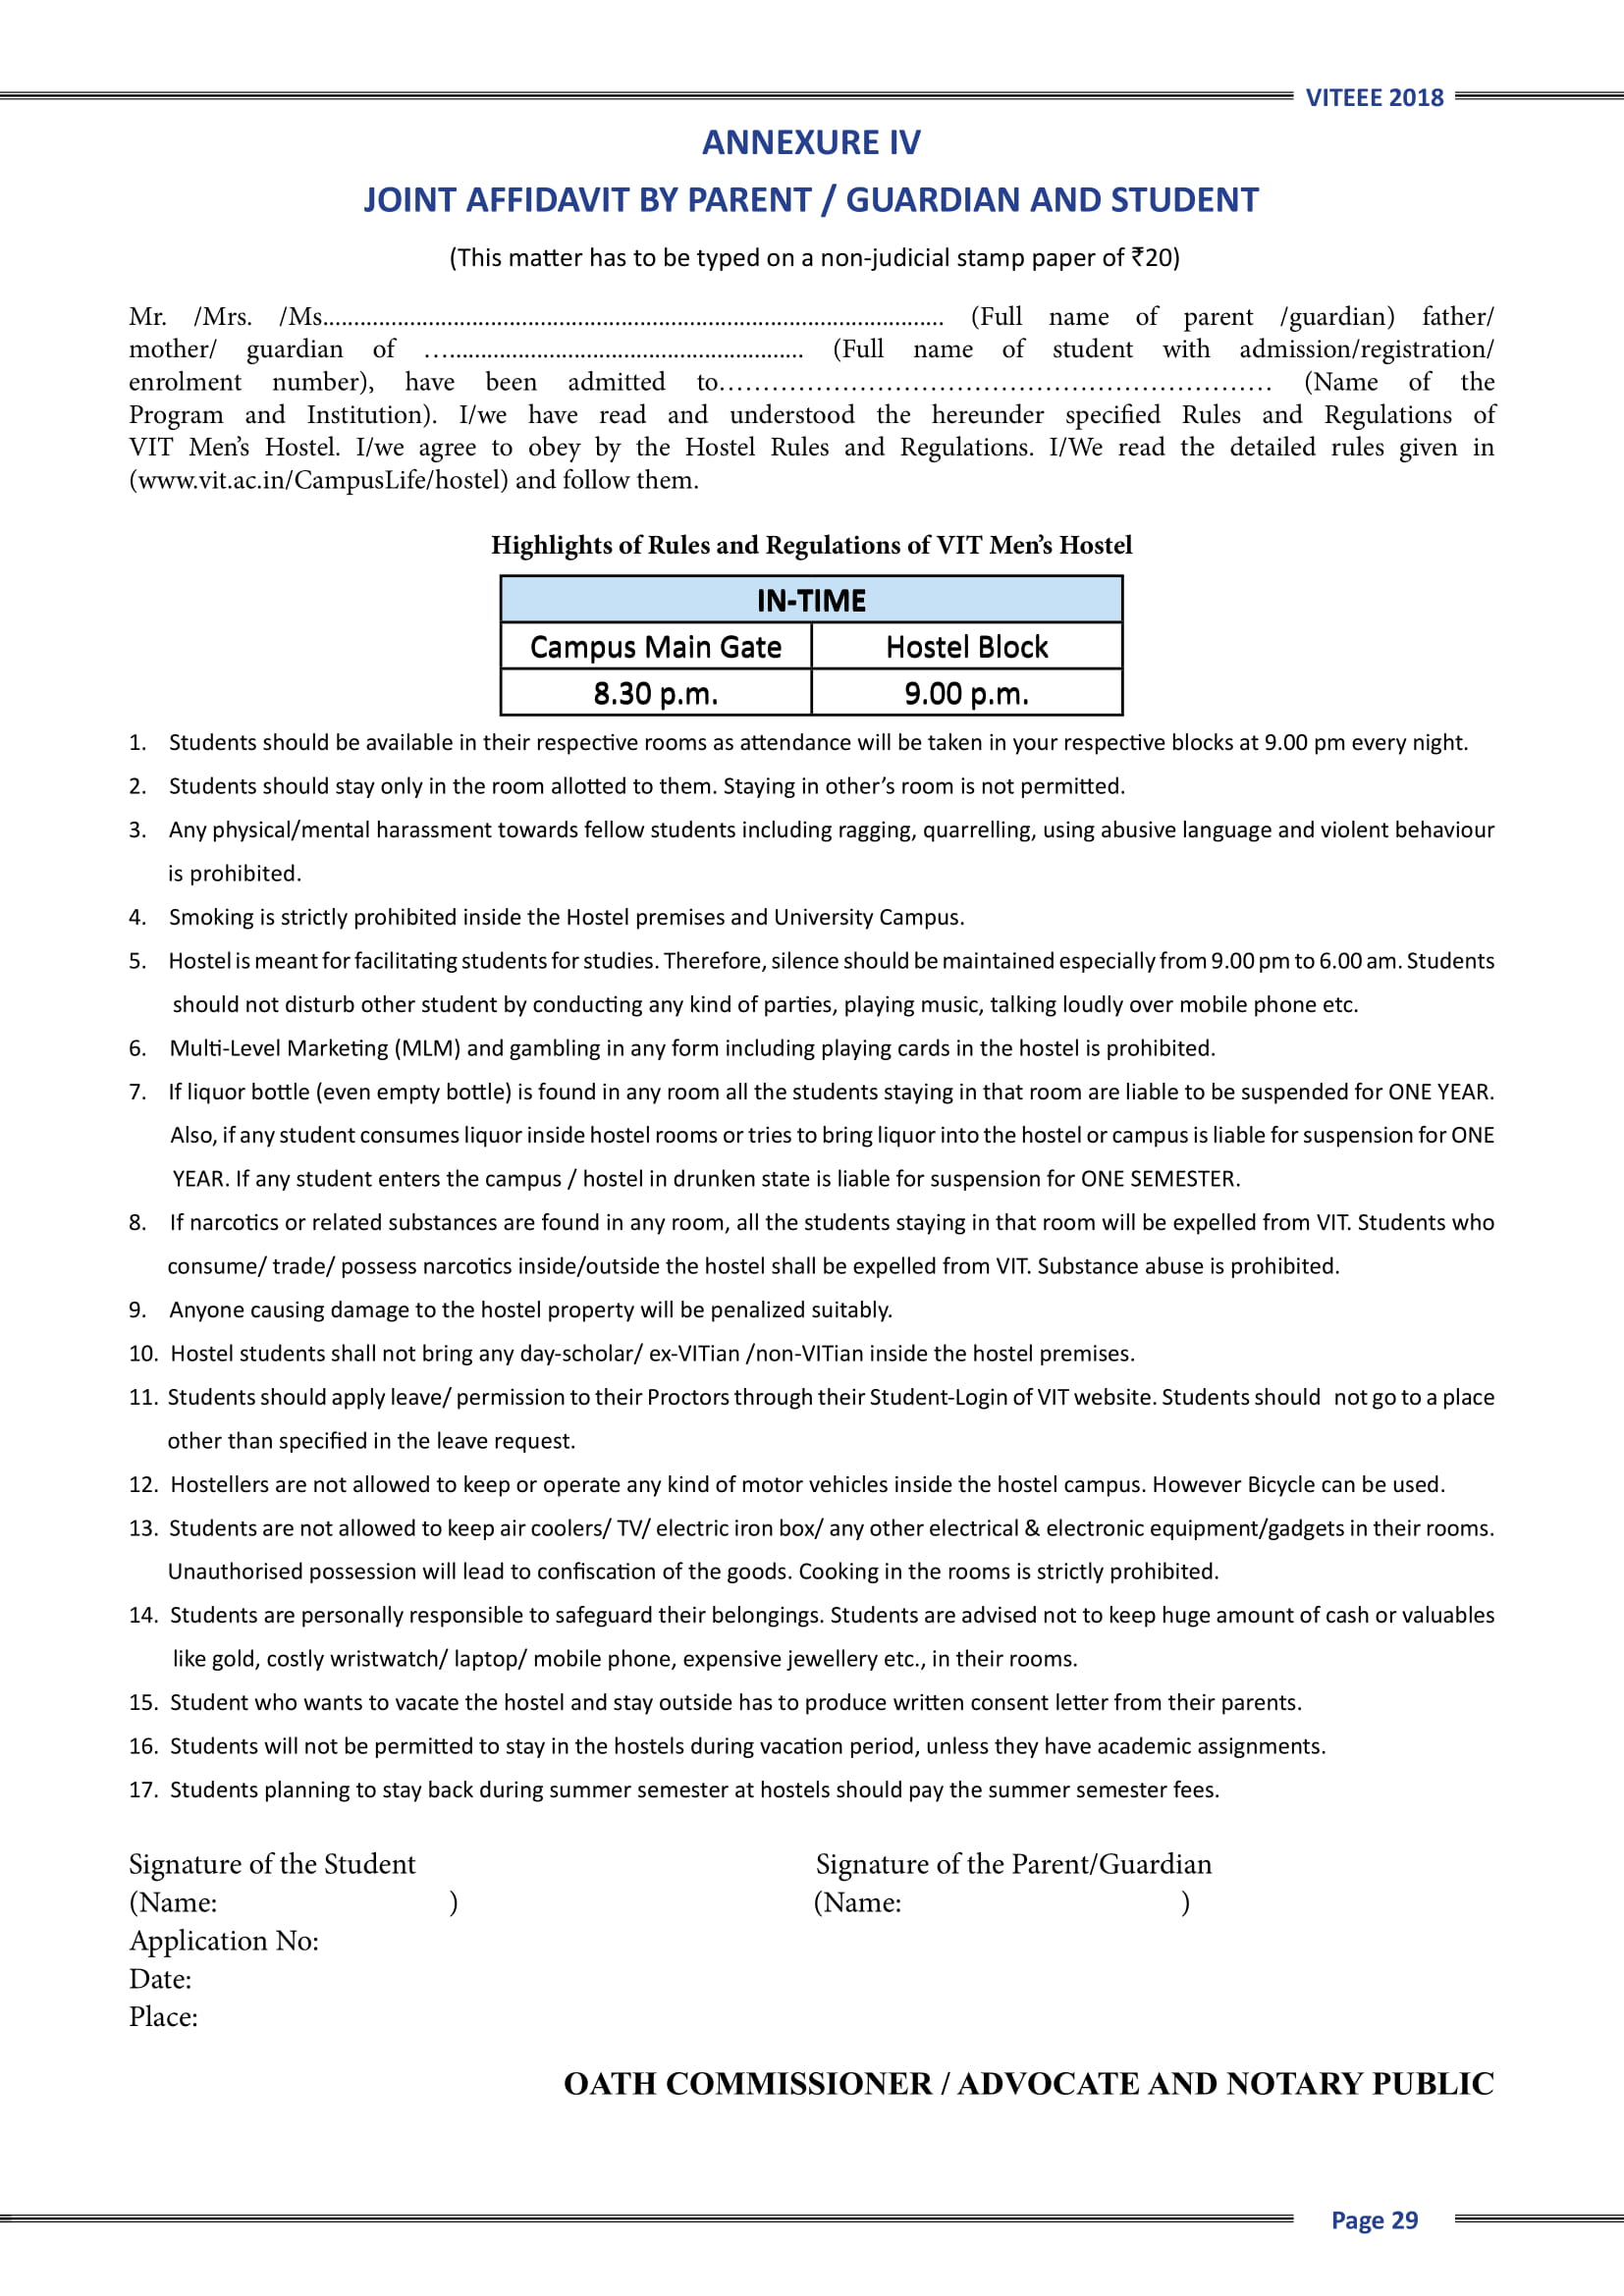 VITEEE 2018
ANNEXURE IV
JOINT AFFIDAVIT BY PARENT / GUARDIAN AND STUDENT
(This matter has to be typed on a non-judicial stamp paper of ₹20)
Mr. /Mrs. /Ms.................................................................................................... (Full name of parent /guardian) father/
mother/ guardian of …......................................................... (Full name of student with admission/registration/
enrolment number), have been admitted to……………………………………………………… (Name of the
Program and Institution). I/we have read and understood the hereunder specified Rules and Regulations of
VIT Men’s Hostel. I/we agree to obey by the Hostel Rules and Regulations. I/We read the detailed rules given in
(www.vit.ac.in/CampusLife/hostel) and follow them.
Highlights of Rules and Regulations of VIT Men’s Hostel
IN-TIME
Campus Main Gate Hostel Block
8.30 p.m. 9.00 p.m.
1. Students should be available in their respective rooms as attendance will be taken in your respective blocks at 9.00 pm every night.
2. Students should stay only in the room allotted to them. Staying in other’s room is not permitted.
3. Any physical/mental harassment towards fellow students including ragging, quarrelling, using abusive language and violent behaviour
is prohibited.
4. Smoking is strictly prohibited inside the Hostel premises and University Campus.
5. Hostel is meant for facilitating students for studies. Therefore, silence should be maintained especially from 9.00 pm to 6.00 am. Students
should not disturb other student by conducting any kind of parties, playing music, talking loudly over mobile phone etc.
6. Multi-Level Marketing (MLM) and gambling in any form including playing cards in the hostel is prohibited.
7. If liquor bottle (even empty bottle) is found in any room all the students staying in that room are liable to be suspended for ONE YEAR.
Also, if any student consumes liquor inside hostel rooms or tries to bring liquor into the hostel or campus is liable for suspension for ONE
YEAR. If any student enters the campus / hostel in drunken state is liable for suspension for ONE SEMESTER.
8. If narcotics or related substances are found in any room, all the students staying in that room will be expelled from VIT. Students who
consume/ trade/ possess narcotics inside/outside the hostel shall be expelled from VIT. Substance abuse is prohibited.
9. Anyone causing damage to the hostel property will be penalized suitably.
10. Hostel students shall not bring any day-scholar/ ex-VITian /non-VITian inside the hostel premises.
11. Students should apply leave/ permission to their Proctors through their Student-Login of VIT website. Students should not go to a place
other than specified in the leave request.
12. Hostellers are not allowed to keep or operate any kind of motor vehicles inside the hostel campus. However Bicycle can be used.
13. Students are not allowed to keep air coolers/ TV/ electric iron box/ any other electrical & electronic equipment/gadgets in their rooms.
Unauthorised possession will lead to confiscation of the goods. Cooking in the rooms is strictly prohibited.
14. Students are personally responsible to safeguard their belongings. Students are advised not to keep huge amount of cash or valuables
like gold, costly wristwatch/ laptop/ mobile phone, expensive jewellery etc., in their rooms.
15. Student who wants to vacate the hostel and stay outside has to produce written consent letter from their parents.
16. Students will not be permitted to stay in the hostels during vacation period, unless they have academic assignments.
17. Students planning to stay back during summer semester at hostels should pay the summer semester fees.
Signature of the Student Signature of the Parent/Guardian
(Name: ) (Name: )
Application No:
Date:
Place:
OATH COMMISSIONER / ADVOCATE AND NOTARY PUBLIC
Page 29